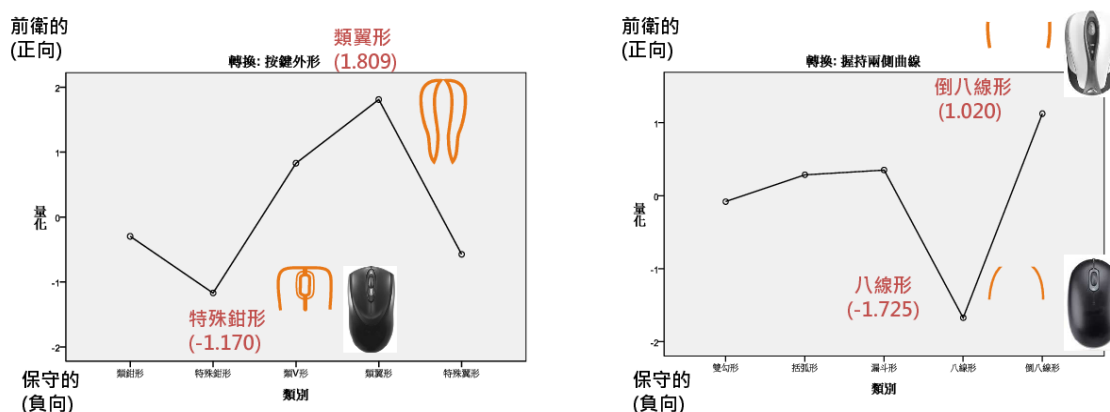 前衛的
(正向)
類翼形
(1.809)
轉換: 按鍵外形
2
1
0
-1
-2
量化
特殊鉗形
(-1.170)
保守的
(負向)
類鉗形
特殊鉗形
類V形
類翼形
特殊翼形
類別
前衛的
(正向)
轉換: 握持兩側曲線
倒八線形
(1.020)
1
0
-1
-2
量化
八線形
(-1.725)
保守的
(負向)
雙勾形
括弧形
漏斗形
八線形
倒八線形
類別